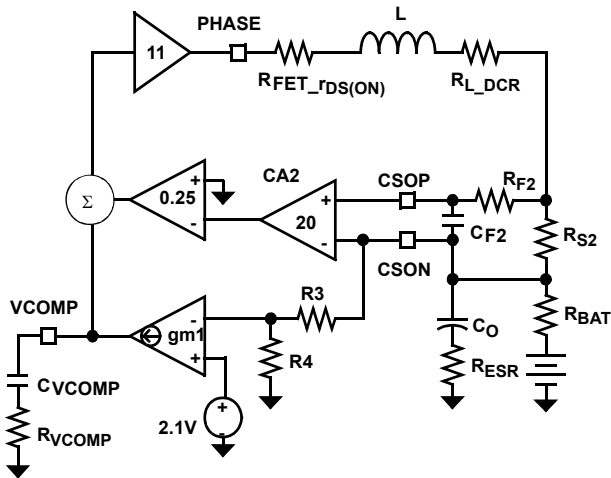 PHASE
L
11
RFET_rDS(ON)
RL_DCR
CA2
CSOP
RF2
+
0.25
-
Σ
+
20
-
CF2
RS2
CSON
VCOMP
R3
RBAT
-
gm1
+
R4
CO
RESR
CVCOMP
RVCOMP
2.1V
+
-